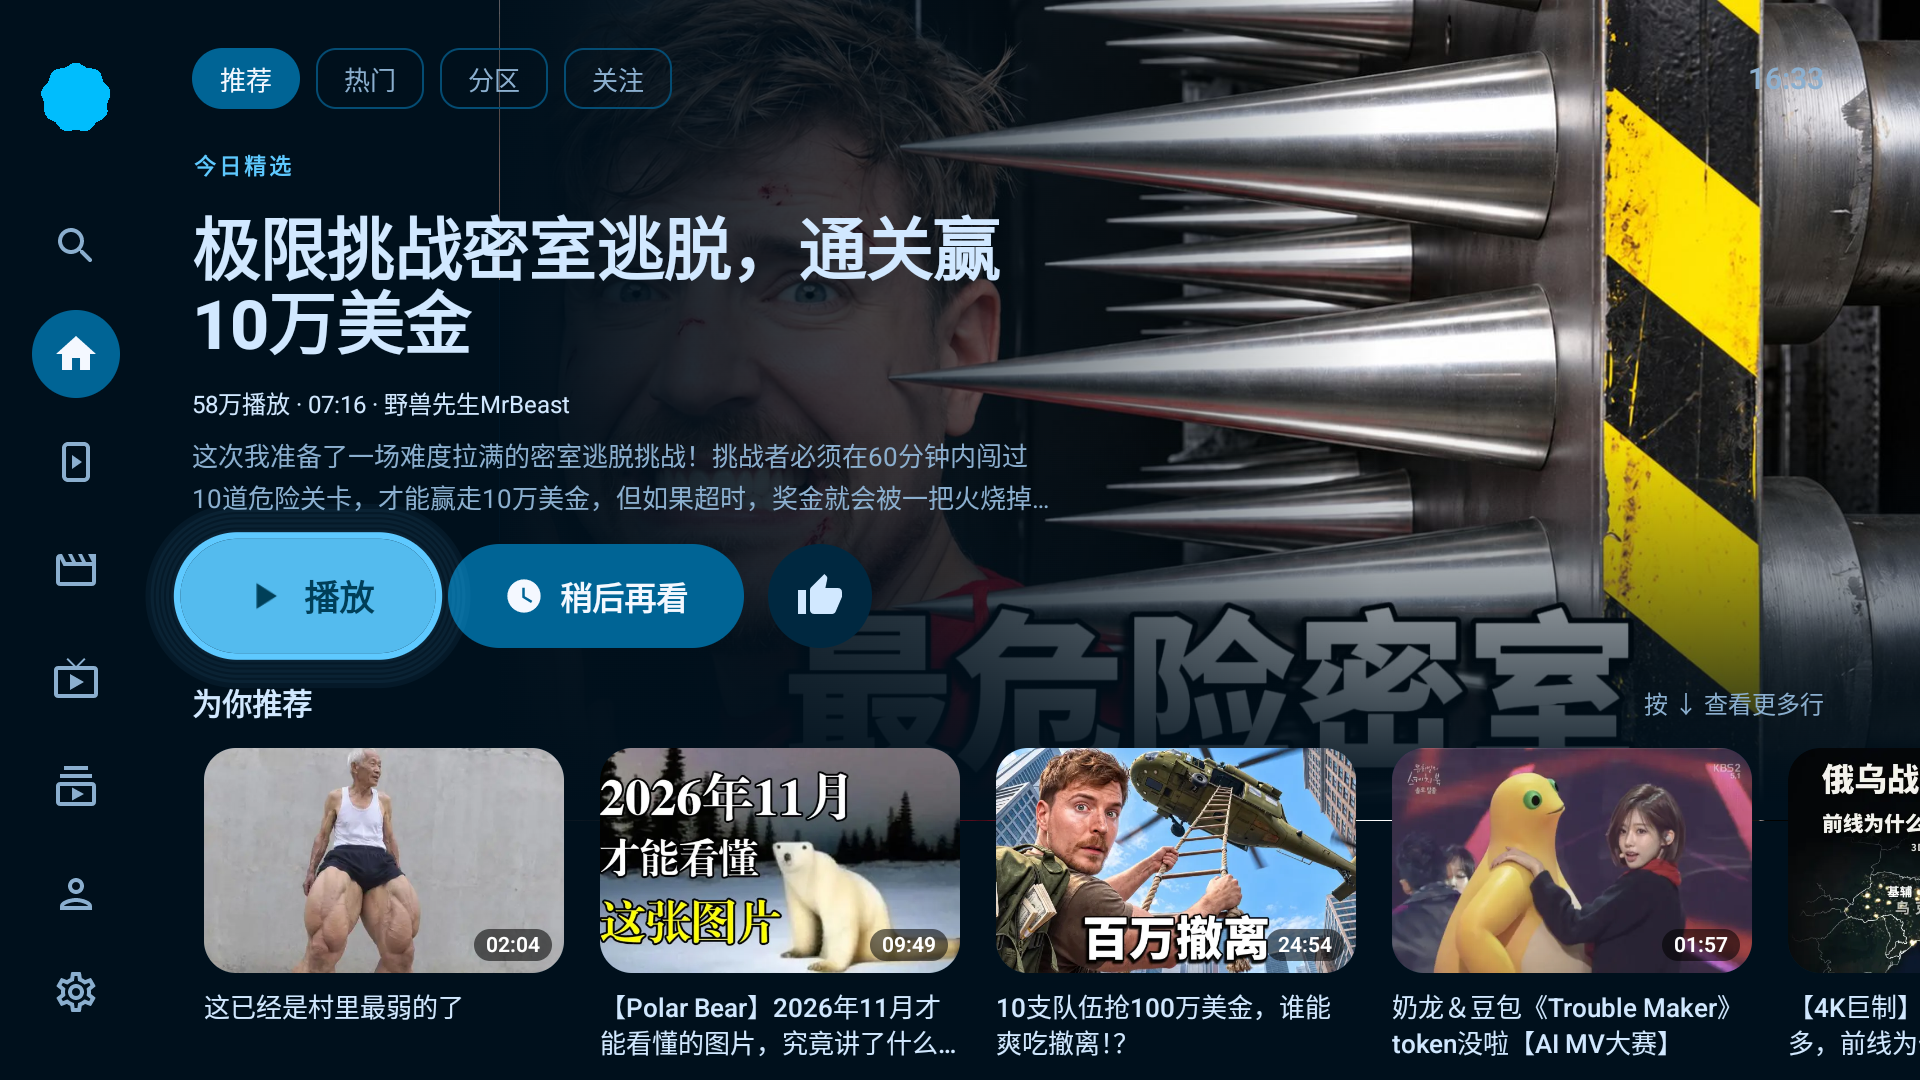 推荐
热门
分区
关注
16:33
今日精选
极限挑战密室逃脱，通关赢
10万美金
58万播放 · 07:16 · 野兽先生MrBeast
这次我准备了一场难度拉满的密室逃脱挑战！挑战者必须在60分钟内闯过
10道危险关卡，才能赢走10万美金，但如果超时，奖金就会被一把火烧掉...
播放
稍后再看
最危险密室
为你推荐
按 ↓ 查看更多行
02:04
2026年11月
才能看懂
这张图片
09:49
百万撤离
24:54
KBS2
01:57
俄乌战
前线为什么
基辅
这已经是村里最弱的了
【Polar Bear】2026年11月才
能看懂的图片，究竟讲了什么...
10支队伍抢100万美金，谁能
爽吃撤离！？
奶龙＆豆包《Trouble Maker》
token没啦【AI MV大赛】
【4K巨制】
多，前线为